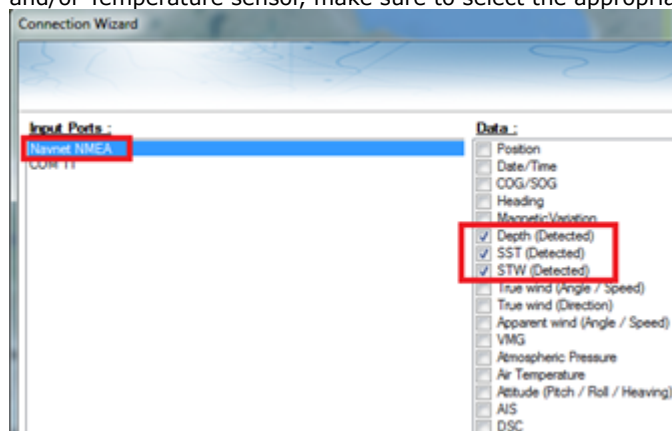 and/or Temperature sensor, make sure to select the appropria
Connection Wizard
Input Ports :
Navnet NMEA
COM 11
Data :
Position
Date/Time
COG/SOG
Heading
Magnetic Variation
Depth (Detected)
SST (Detected)
STW (Detected)
True wind (Angle / Speed)
True wind (Direction)
Apparent wind (Angle / Speed)
VMG
Atmospheric Pressure
Air Temperature
Attitude (Pitch / Roll / Heaving)
AIS
DSC